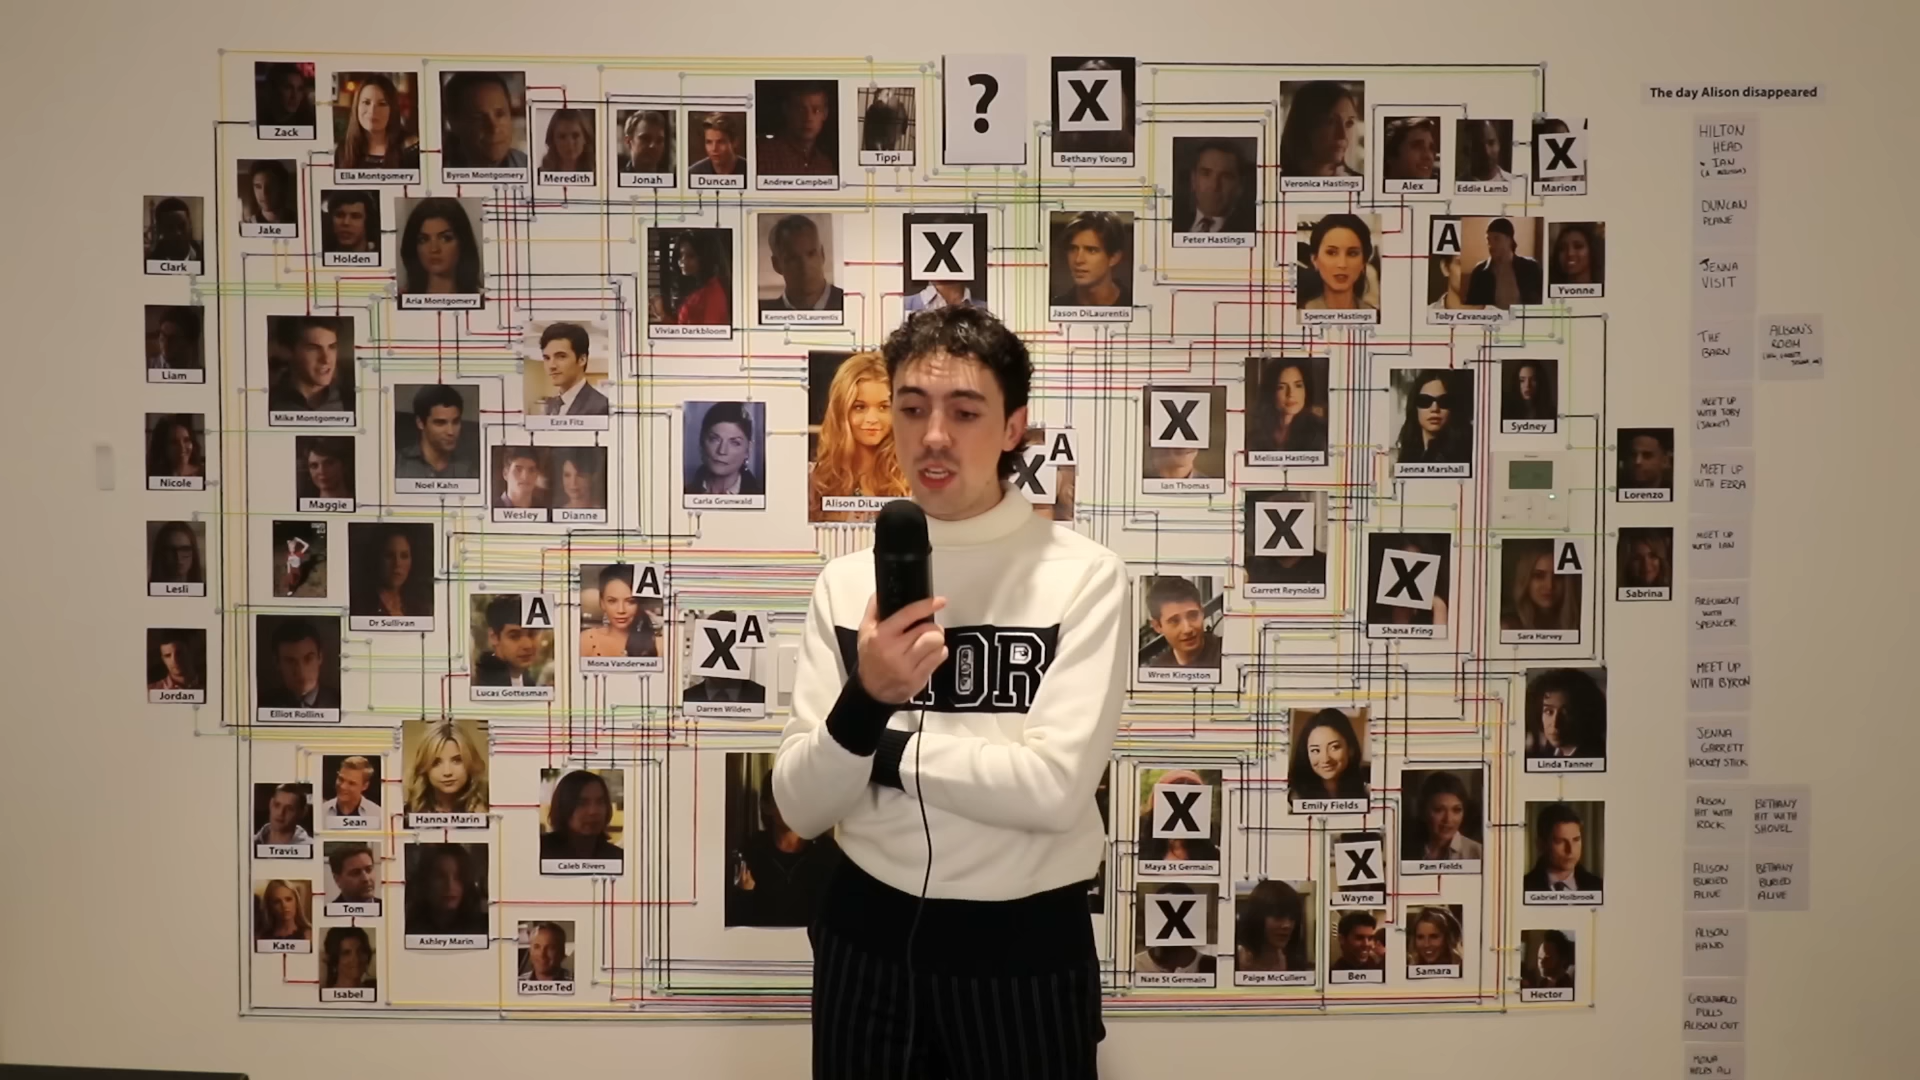 ?
X
Bethany Young
The day Alison disappeared
Zack
Ella Montgomery
Byron Montgomery
Meredith
Jonah
Duncan
Andrew Campbell
Tippi
Veronica Hastings
Alex
Eddie Lamb
X
Marion
HILTON
HEAD
IAN
Jake
Holden
Clark
Aria Montgomery
Vivian Darkbloom
Kenneth DiLaurentis
X
Jason DiLaurentis
Peter Hastings
Spencer Hastings
A
Toby Cavanaugh
Yvonne
DUNCAN
PLANE
JENNA
VISIT
Liam
Mike Montgomery
Ezra Fitz
THE
BARN
ALISON'S
ROOM
Nicole
Maggie
Noel Kahn
Wesley
Dianne
Carla Grunwald
Alison DiLau
X
A
X
Ian Thomas
Melissa Hastings
Jenna Marshall
Sydney
Lorenzo
MEET UP
WITH TOBY
(JACKET)
MEET UP
WITH EZRA
Lesli
Dr Sullivan
A
Lucas Gottesman
A
Mona Vanderwaal
X
A
Darren Wilden
DIOR
Wren Kingston
X
Garrett Reynolds
X
Shana Fring
A
Sara Harvey
Sabrina
MEET UP
WITH IAN
ARGUMENT
WITH
SPENCER
MEET UP
WITH BYRON
Jordan
Elliot Rollins
Linda Tanner
JENNA
GARRETT
HOCKEY STICK
Travis
Sean
Hanna Marin
Caleb Rivers
X
Maya St Germain
Emily Fields
X
Wayne
Pam Fields
Gabriel Holbrook
ALISON
HIT WITH
ROCK
BETHANY
HIT WITH
SHOVEL
ALISON
BURIED
ALIVE
BETHANY
BURIED
ALIVE
Kate
Tom
Isabel
Ashley Marin
Pastor Ted
X
Nate St Germain
Paige McCullers
Ben
Samara
Hector
ALISON
HAND
GRUNWALD
PULLS
ALISON OUT
MONA
HELPS ALI